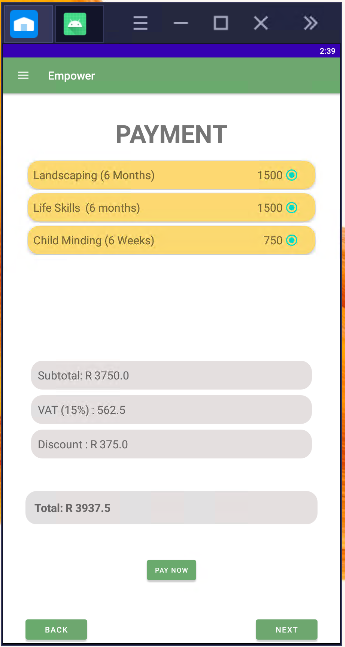 2:39
Empower
PAYMENT
Landscaping (6 Months) 1500
Life Skills  (6 months) 1500
Child Minding (6 Weeks) 750
Subtotal: R 3750.0
VAT (15%) : 562.5
Discount : R 375.0
Total: R 3937.5
PAY NOW
BACK NEXT